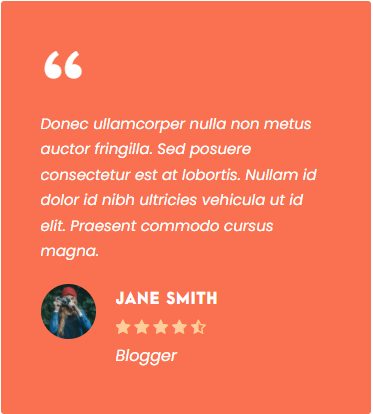 “
Donec ullamcorper nulla non metus
auctor fringilla. Sed posuere
consectetur est at lobortis. Nullam id
dolor id nibh ultricies vehicula ut id
elit. Praesent commodo cursus
magna.
JANE SMITH
Blogger